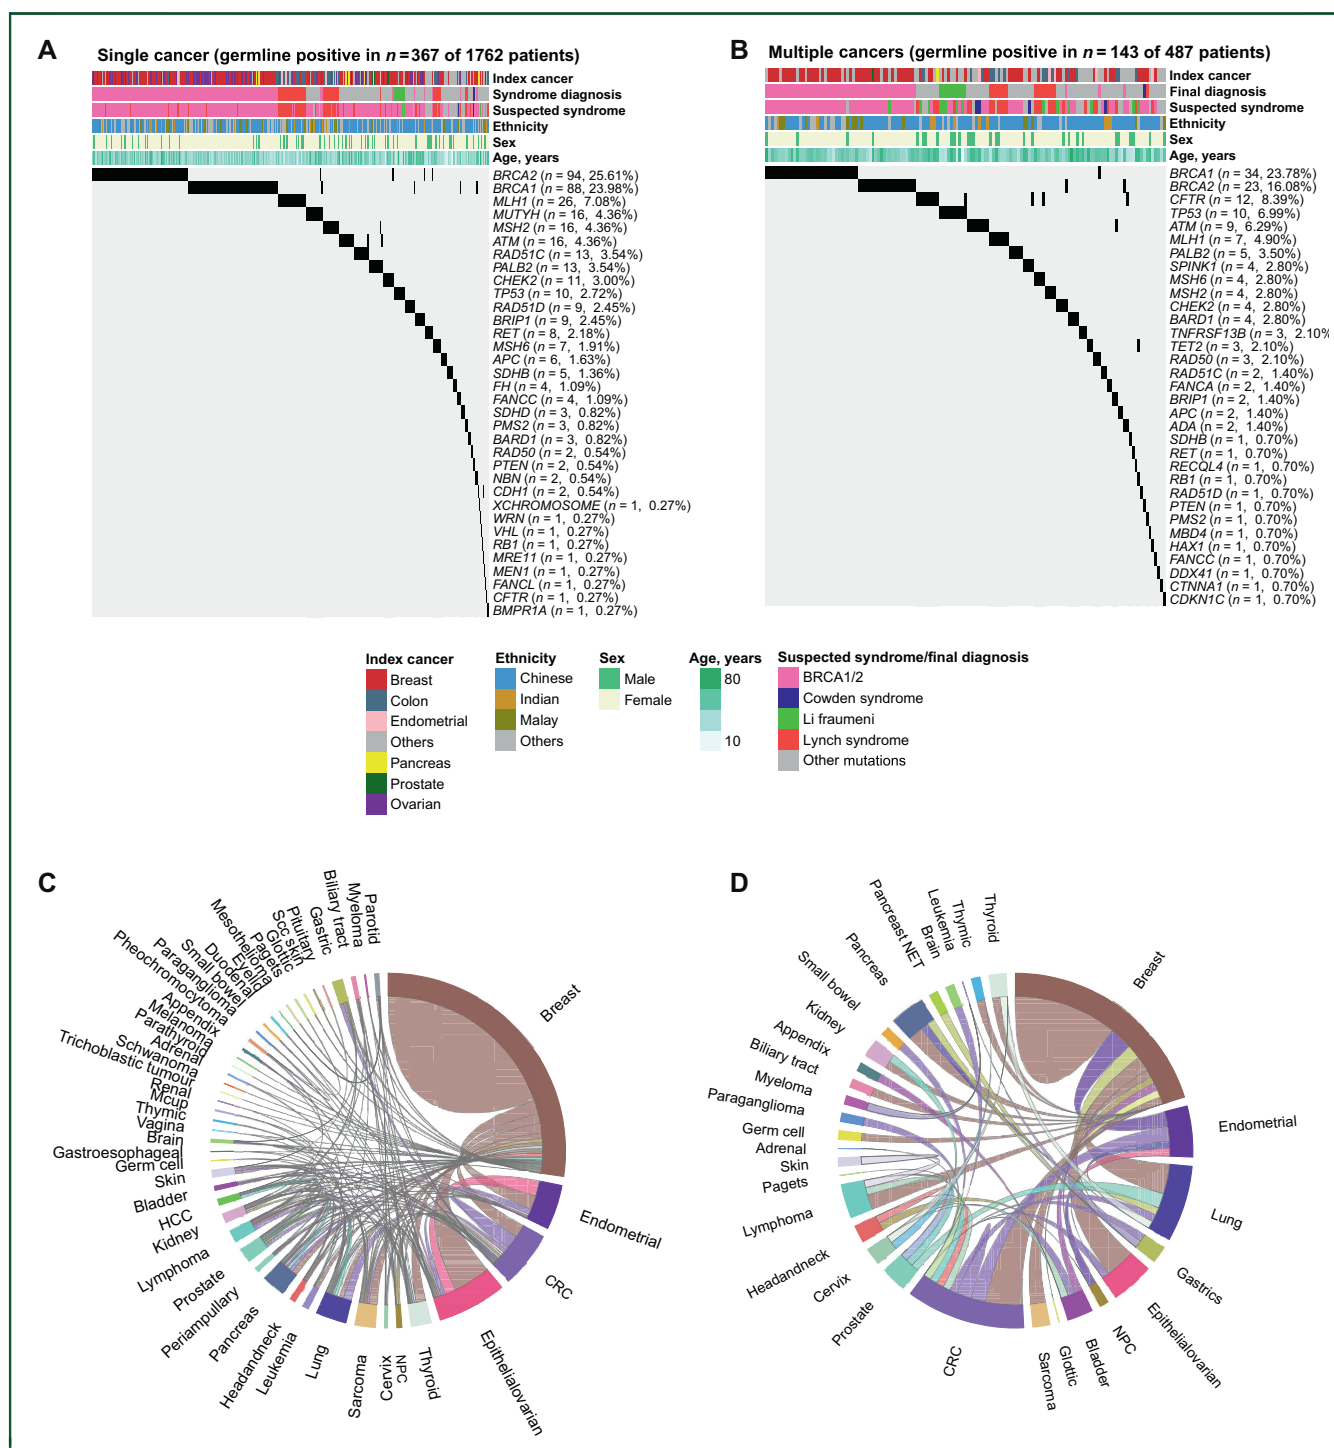 A
Single cancer (germline positive in n = 367 of 1762 patients)
Index cancer
Syndrome diagnosis
Suspected syndrome
Ethnicity
Sex
Age, years
BRCA2 (n = 94, 25.61%)
BRCA1 (n = 88, 23.98%)
MLH1 (n = 26, 7.08%)
MUTYH (n = 16, 4.36%)
MSH2 (n = 16, 4.36%)
ATM (n = 16, 4.36%)
RAD51C (n = 13, 3.54%)
PALB2 (n = 13, 3.54%)
CHEK2 (n = 11, 3.00%)
TP53 (n = 10, 2.72%)
RAD51D (n = 9, 2.45%)
BRIP1 (n = 9, 2.45%)
RET (n = 8, 2.18%)
MSH6 (n = 7, 1.91%)
APC (n = 6, 1.63%)
SDHB (n = 5, 1.36%)
FH (n = 4, 1.09%)
FANCC (n = 4, 1.09%)
SDHD (n = 3, 0.82%)
PMS2 (n = 3, 0.82%)
BARD1 (n = 3, 0.82%)
RAD50 (n = 2, 0.54%)
PTEN (n = 2, 0.54%)
NBN (n = 2, 0.54%)
CDH1 (n = 2, 0.54%)
XCHROMOSOME (n = 1, 0.27%)
WRN (n = 1, 0.27%)
VHL (n = 1, 0.27%)
RB1 (n = 1, 0.27%)
MRE11 (n = 1, 0.27%)
MEN1 (n = 1, 0.27%)
FANCL (n = 1, 0.27%)
CFTR (n = 1, 0.27%)
BMPR1A (n = 1, 0.27%)
B
Multiple cancers (germline positive in n = 143 of 487 patients)
Index cancer
Final diagnosis
Suspected syndrome
Ethnicity
Sex
Age, years
BRCA1 (n = 34, 23.78%)
BRCA2 (n = 23, 16.08%)
CFTR (n = 12, 8.39%)
TP53 (n = 10, 6.99%)
ATM (n = 9, 6.29%)
MLH1 (n = 7, 4.90%)
PALB2 (n = 5, 3.50%)
SPINK1 (n = 4, 2.80%)
MSH6 (n = 4, 2.80%)
MSH2 (n = 4, 2.80%)
CHEK2 (n = 4, 2.80%)
BARD1 (n = 4, 2.80%)
TNFRSF13B (n = 3, 2.10%
TET2 (n = 3, 2.10%)
RAD50 (n = 3, 2.10%)
RAD51C (n = 2, 1.40%)
FANCA (n = 2, 1.40%)
BRIP1 (n = 2, 1.40%)
APC (n = 2, 1.40%)
ADA (n = 2, 1.40%)
SDHB (n = 1, 0.70%)
RET (n = 1, 0.70%)
RECQL4 (n = 1, 0.70%)
RB1 (n = 1, 0.70%)
RAD51D (n = 1, 0.70%)
PTEN (n = 1, 0.70%)
PMS2 (n = 1, 0.70%)
MBD4 (n = 1, 0.70%)
HAX1 (n = 1, 0.70%)
FANCC (n = 1, 0.70%)
DDX41 (n = 1, 0.70%)
CTNNA1 (n = 1, 0.70%)
CDKN1C (n = 1, 0.70%)
Index cancer
Breast
Colon
Endometrial
Others
Pancreas
Prostate
Ovarian
Ethnicity
Chinese
Indian
Malay
Others
Sex
Male
Female
Age, years
80
10
Suspected syndrome/final diagnosis
BRCA1/2
Cowden syndrome
Li fraumeni
Lynch syndrome
Other mutations
C
Breast
Endometrial
CRC
Epithelialovarian
Thyroid
NPC
Cervix
Sarcoma
Lung
Leukemia
Headandneck
Pancreas
Periampullary
Prostate
Lymphoma
Kidney
HCC
Bladder
Skin
Germ cell
Gastroesophageal
Brain
Vagina
Thymic
Mcup
Renal
Trichoblastic tumour
Schwanoma
Adrenal
Parathyroid
Melanoma
Appendix
Pheochromocytoma
Paraganglioma
Small bowel
Duodenal
Eyelid
Mesothelioma
Pagets
Glottic
Scc skin
Pituitary
Gastric
Biliary tract
Myeloma
Parotid
D
Breast
Endometrial
Lung
Gastrics
Epithelialovarian
NPC
Bladder
Glottic
Sarcoma
CRC
Prostate
Cervix
Headandneck
Lymphoma
Pagets
Skin
Adrenal
Germ cell
Paraganglioma
Myeloma
Biliary tract
Appendix
Kidney
Small bowel
Pancreas
Pancreast NET
Brain
Leukemia
Thymic
Thyroid